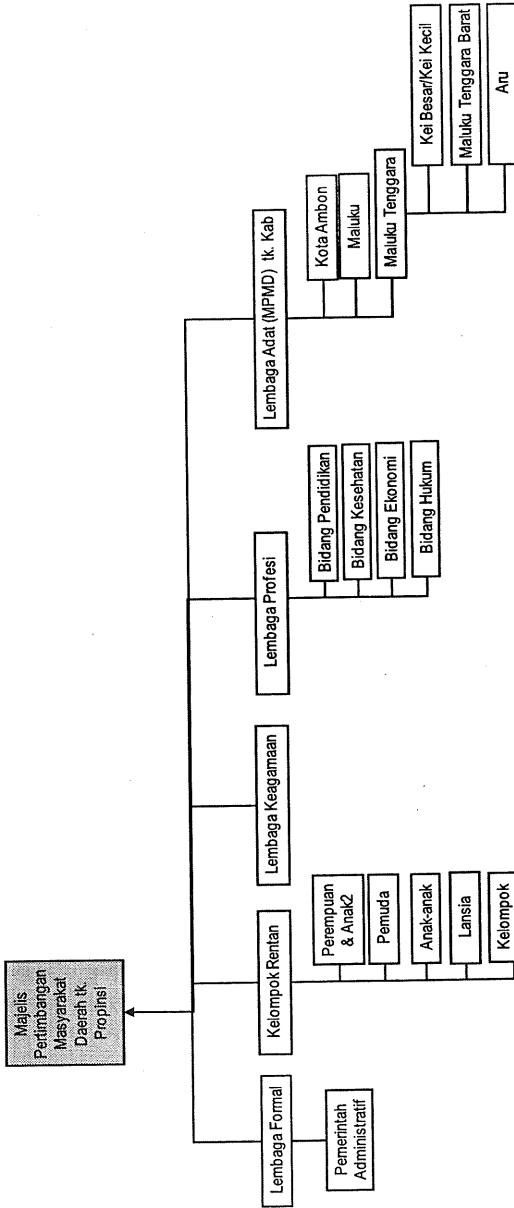 Majelis
Pertimbangan
Masyarakat
Daerah tk.
Propinsi
Lembaga Formal
Pemerintah
Administratif
Kelompok Rentan
Perempuan
& Anak2
Pemuda
Anak-anak
Lansia
Kelompok
Lembaga Keagamaan
Lembaga Profesi
Bidang Pendidikan
Bidang Kesehatan
Bidang Ekonomi
Bidang Hukum
Lembaga Adat (MPMD) tk. Kab
Kota Ambon
Maluku
Maluku Tenggara
Kei Besar/Kei Kecil
Maluku Tenggara Barat
Aru